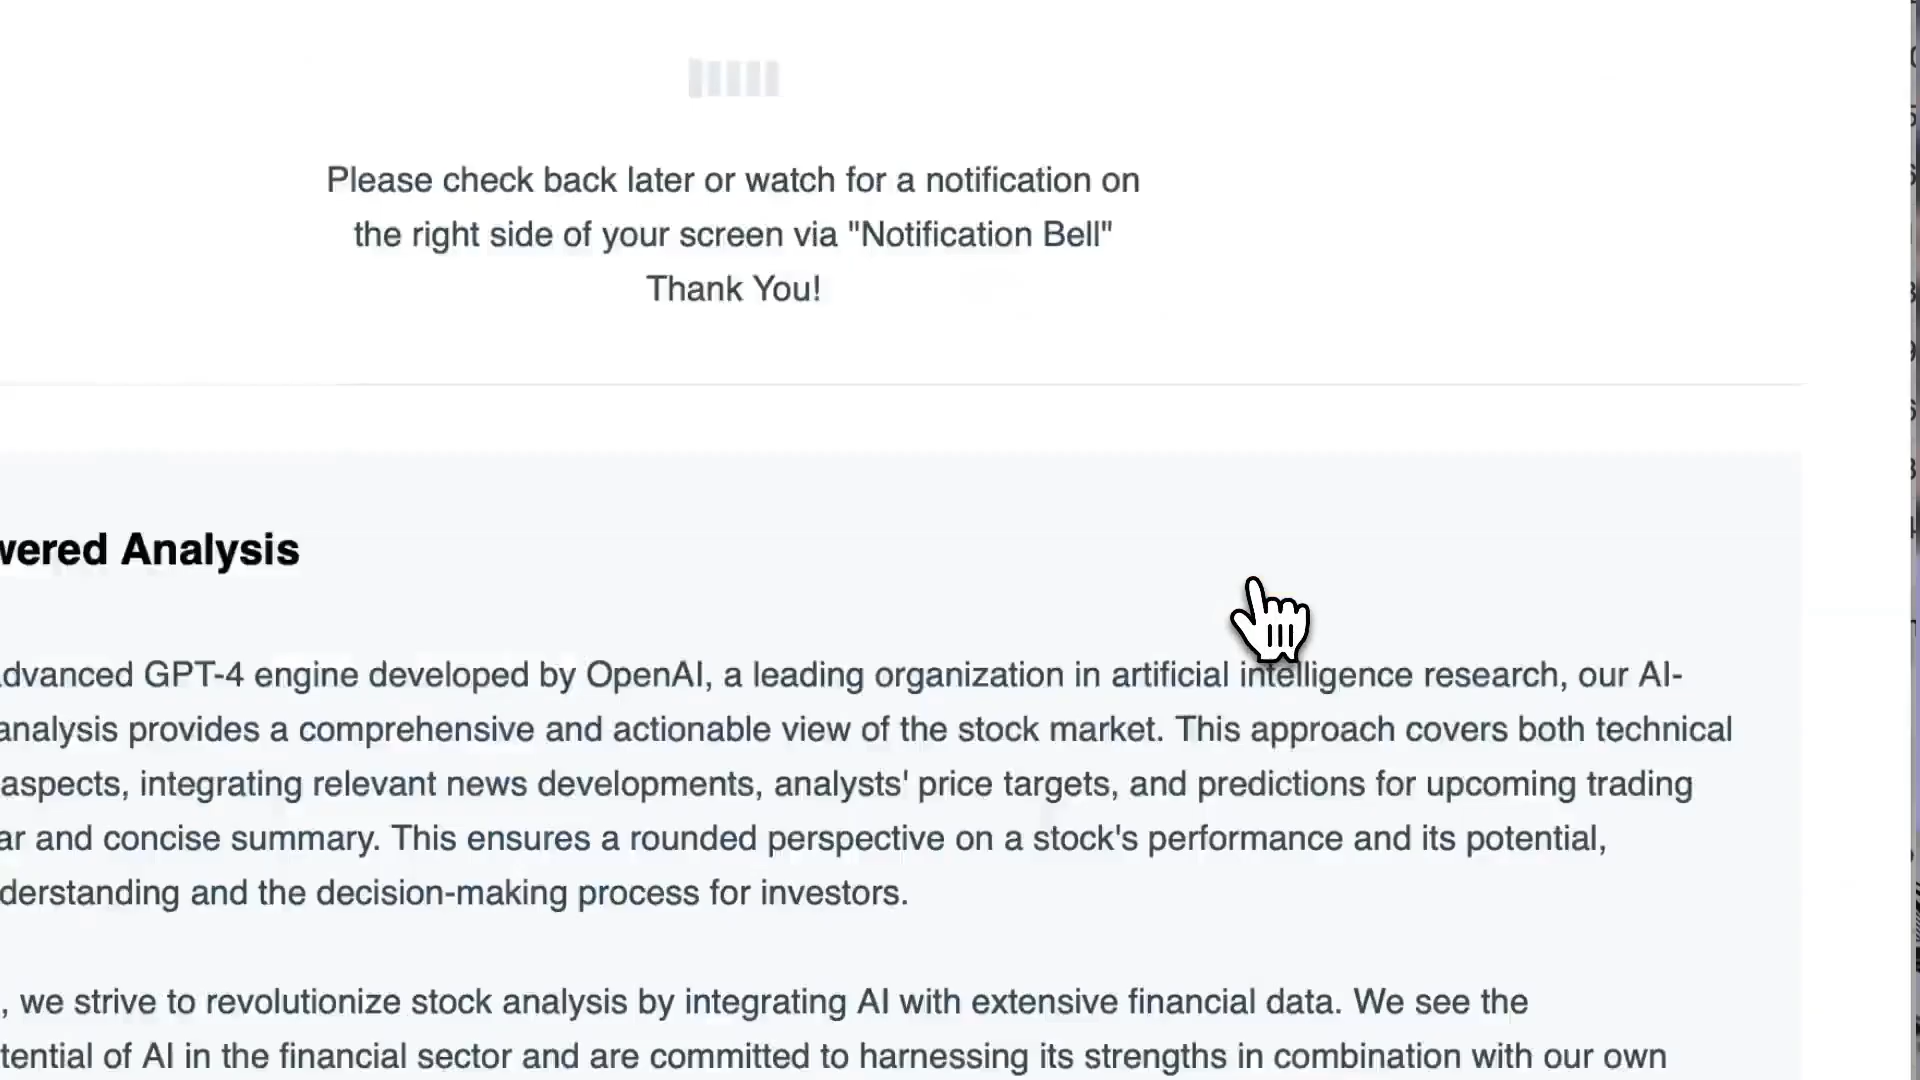 Please check back later or watch for a notification on
the right side of your screen via "Notification Bell"
Thank You!
Analysis
GPT-4 engine developed by OpenAI, a leading organization in artificial intelligence research, our AI-
analysis provides a comprehensive and actionable view of the stock market. This approach covers both technical
aspects, integrating relevant news developments, analysts' price targets, and predictions for upcoming trading
and concise summary. This ensures a rounded perspective on a stock's performance and its potential,
and the decision-making process for investors.
, we strive to revolutionize stock analysis by integrating AI with extensive financial data. We see the
of AI in the financial sector and are committed to harnessing its strengths in combination with our own